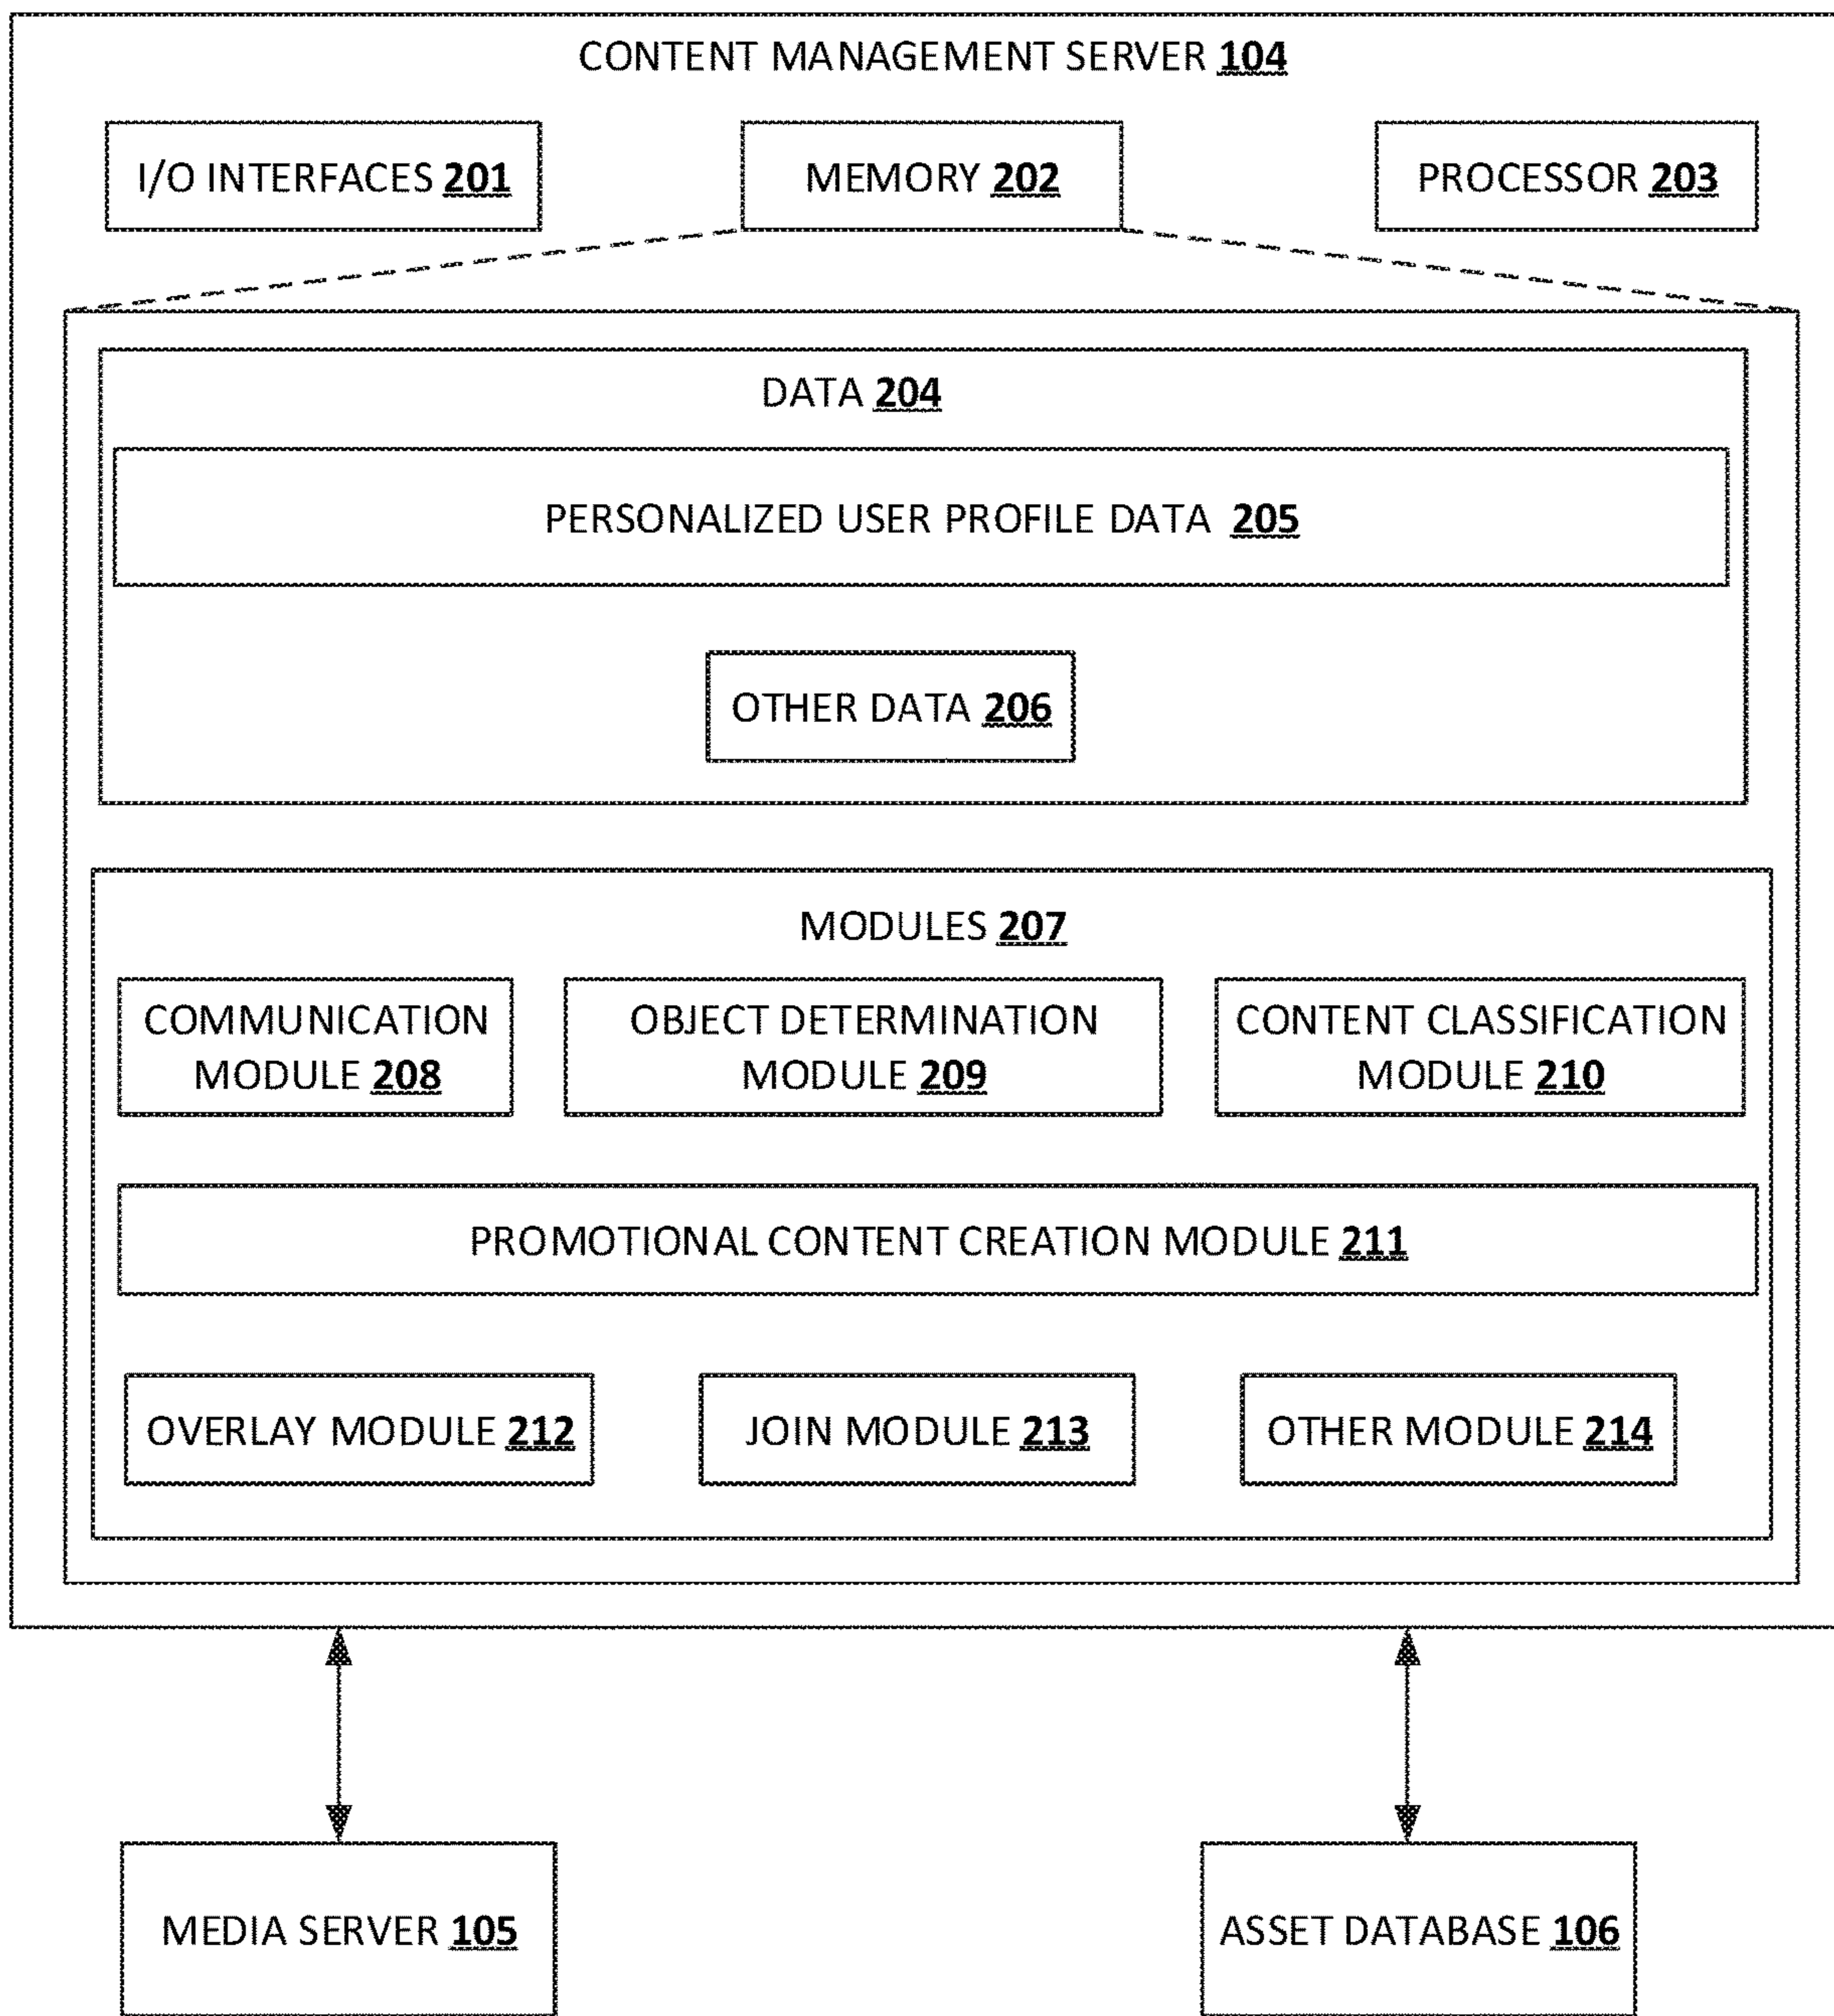 CONTENT MANAGEMENT SERVER 104
I/O INTERFACES 201
MEMORY 202
PROCESSOR 203
DATA 204
PERSONALIZED USER PROFILE DATA 205
OTHER DATA 206
MODULES 207
COMMUNICATION
MODULE 208
OBJECT DETERMINATION
MODULE 209
CONTENT CLASSIFICATION
MODULE 210
PROMOTIONAL CONTENT CREATION MODULE 211
OVERLAY MODULE 212
JOIN MODULE 213
OTHER MODULE 214
MEDIA SERVER 105
ASSET DATABASE 106